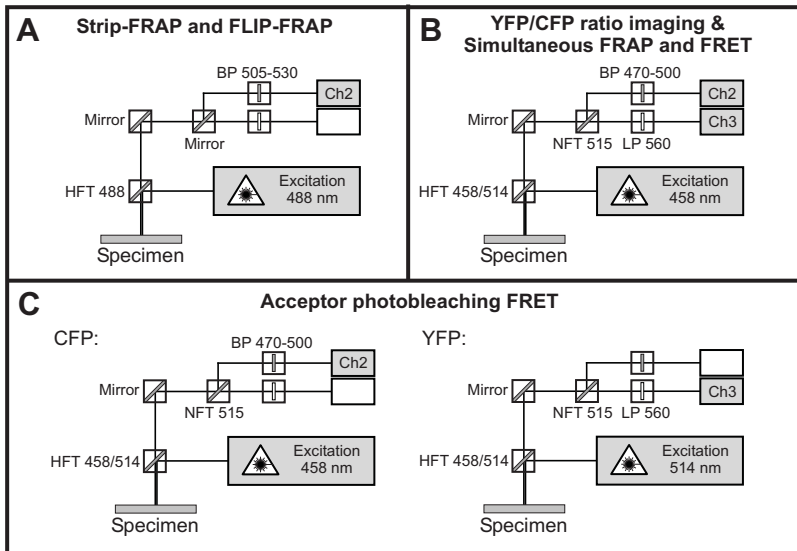 A
Strip-FRAP and FLIP-FRAP
BP 505-530
Ch2
Mirror
Mirror
HFT 488
Excitation
488 nm
Specimen
B
YFP/CFP ratio imaging &
Simultaneous FRAP and FRET
BP 470-500
Ch2
Mirror
Ch3
NFT 515 LP 560
HFT 458/514
Excitation
458 nm
Specimen
C
Acceptor photobleaching FRET
CFP:
BP 470-500
Ch2
Mirror
NFT 515
HFT 458/514
Excitation
458 nm
Specimen
YFP:
Mirror
Ch3
NFT 515 LP 560
HFT 458/514
Excitation
514 nm
Specimen